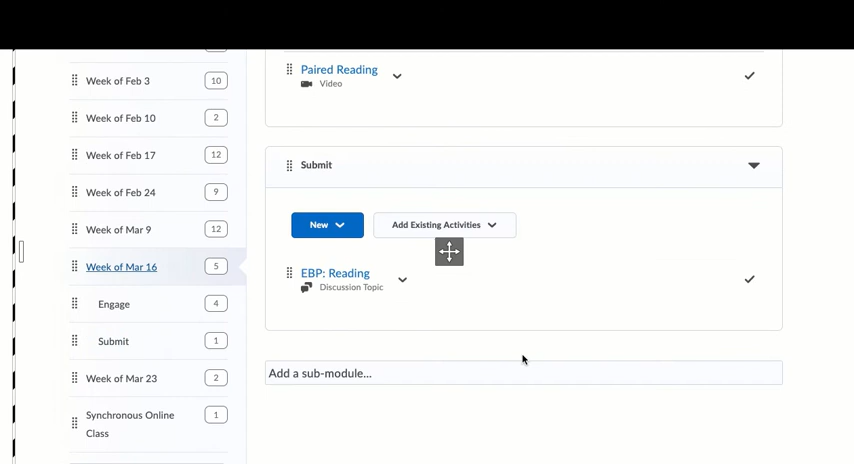 Week of Feb 3
10
Week of Feb 10
2
Week of Feb 17
12
Week of Feb 24
9
Week of Mar 9
12
Week of Mar 16
5
Engage
4
Submit
1
Week of Mar 23
2
Synchronous Online
Class
1
Paired Reading
Video
Submit
New
Add Existing Activities
EBP: Reading
Discussion Topic
Add a sub-module...